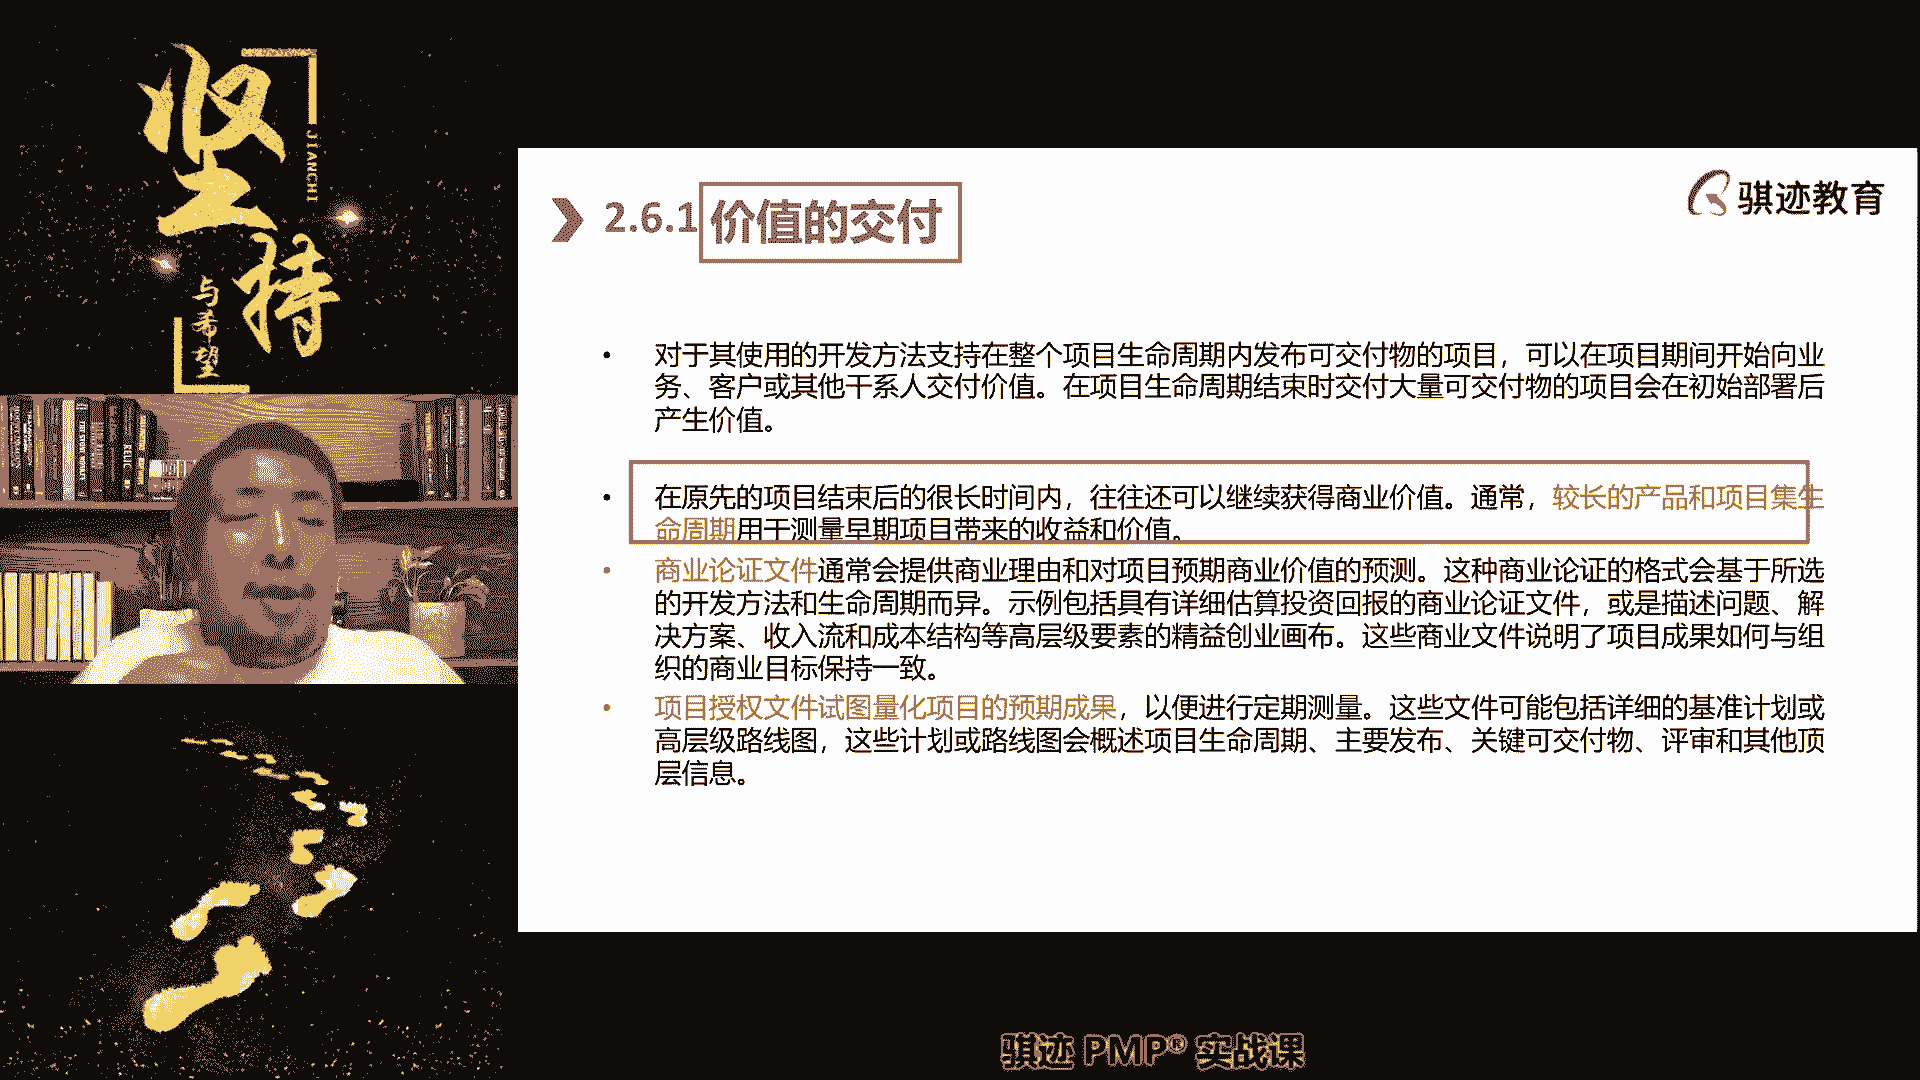 坚持
JIANCHI
与希望
骐迹教育
2.6.1价值的交付
• 对于其使用的开发方法支持在整个项目生命周期内发布可交付物的项目，可以在项目期间开始向业
务、客户或其他干系人交付价值。在项目生命周期结束时交付大量可交付物的项目会在初始部署后
产生价值。
• 在原先的项目结束后的很长时间内，往往还可以继续获得商业价值。通常，较长的产品和项目集生
命周期用于测量早期项目带来的收益和价值。
• 商业论证文件通常会提供商业理由和对项目预期商业价值的预测。这种商业论证的格式会基于所选
的开发方法和生命周期而异。示例包括具有详细估算投资回报的商业论证文件，或是描述问题、解
决方案、收入流和成本结构等高层级要素的精益创业画布。这些商业文件说明了项目成果如何与组
织的商业目标保持一致。
• 项目授权文件试图量化项目的预期成果，以便进行定期测量。这些文件可能包括详细的基准计划或
高层级路线图，这些计划或路线图会概述项目生命周期、主要发布、关键可交付物、评审和其他顶
层信息。
骐迹 PMP® 实战课